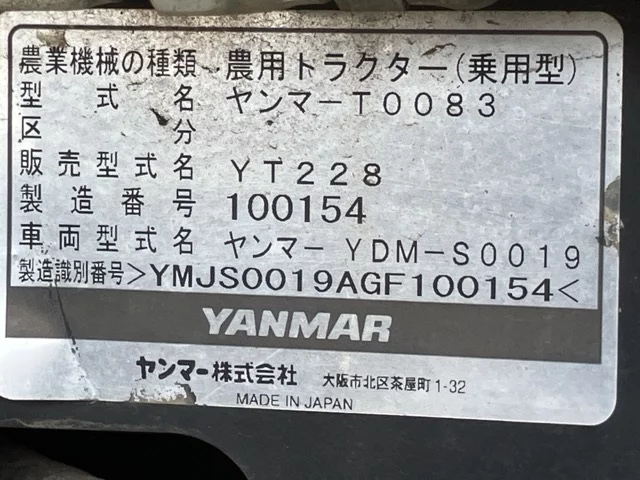 農業機械の種類 農用トラクター(乗用型)
型式名 ヤンマーT0083
区分
販売型式名 YT228
製造番号 100154
車両型式名 ヤンマー YDM-S0019
製造識別番号>YMJS0019AGF100154<
YANMAR
ヤンマー株式会社 大阪市北区茶屋町1-32
MADE IN JAPAN